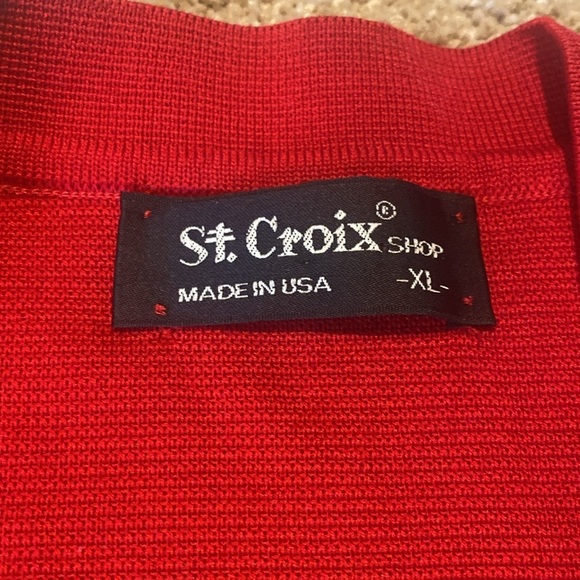 St. Croix® SHOP
MADE IN USA -XL-